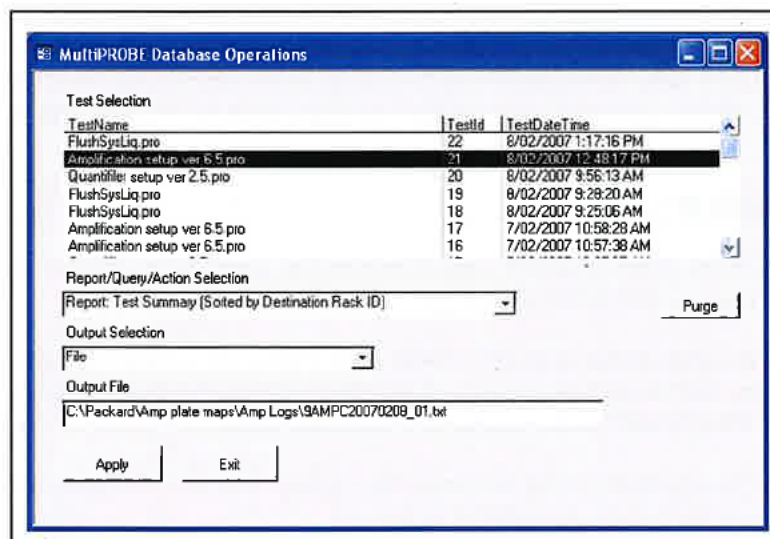 MultiPROBE Database Operations
Test Selection
TestName TestId TestDateTime
FlushSysLiq.pro 22 8/02/2007 1:17:16 PM
Amplification setup ver 6.5.pro 21 8/02/2007 12:48:17 PM
Quantifiler setup ver 2.5.pro 20 8/02/2007 9:56:13 AM
FlushSysLiq.pro 19 8/02/2007 9:28:20 AM
FlushSysLiq.pro 18 8/02/2007 9:25:06 AM
Amplification setup ver 6.5.pro 17 7/02/2007 10:58:28 AM
Amplification setup ver 6.5.pro 16 7/02/2007 10:57:38 AM
Report/Query/Action Selection
Report: Test Summary (Sorted by Destination Rack ID)
Purge
Output Selection
File
Output File
C:\Packard\Amp plate maps\Amp Logs\9AMPC20070208_01.txt
Apply Exit